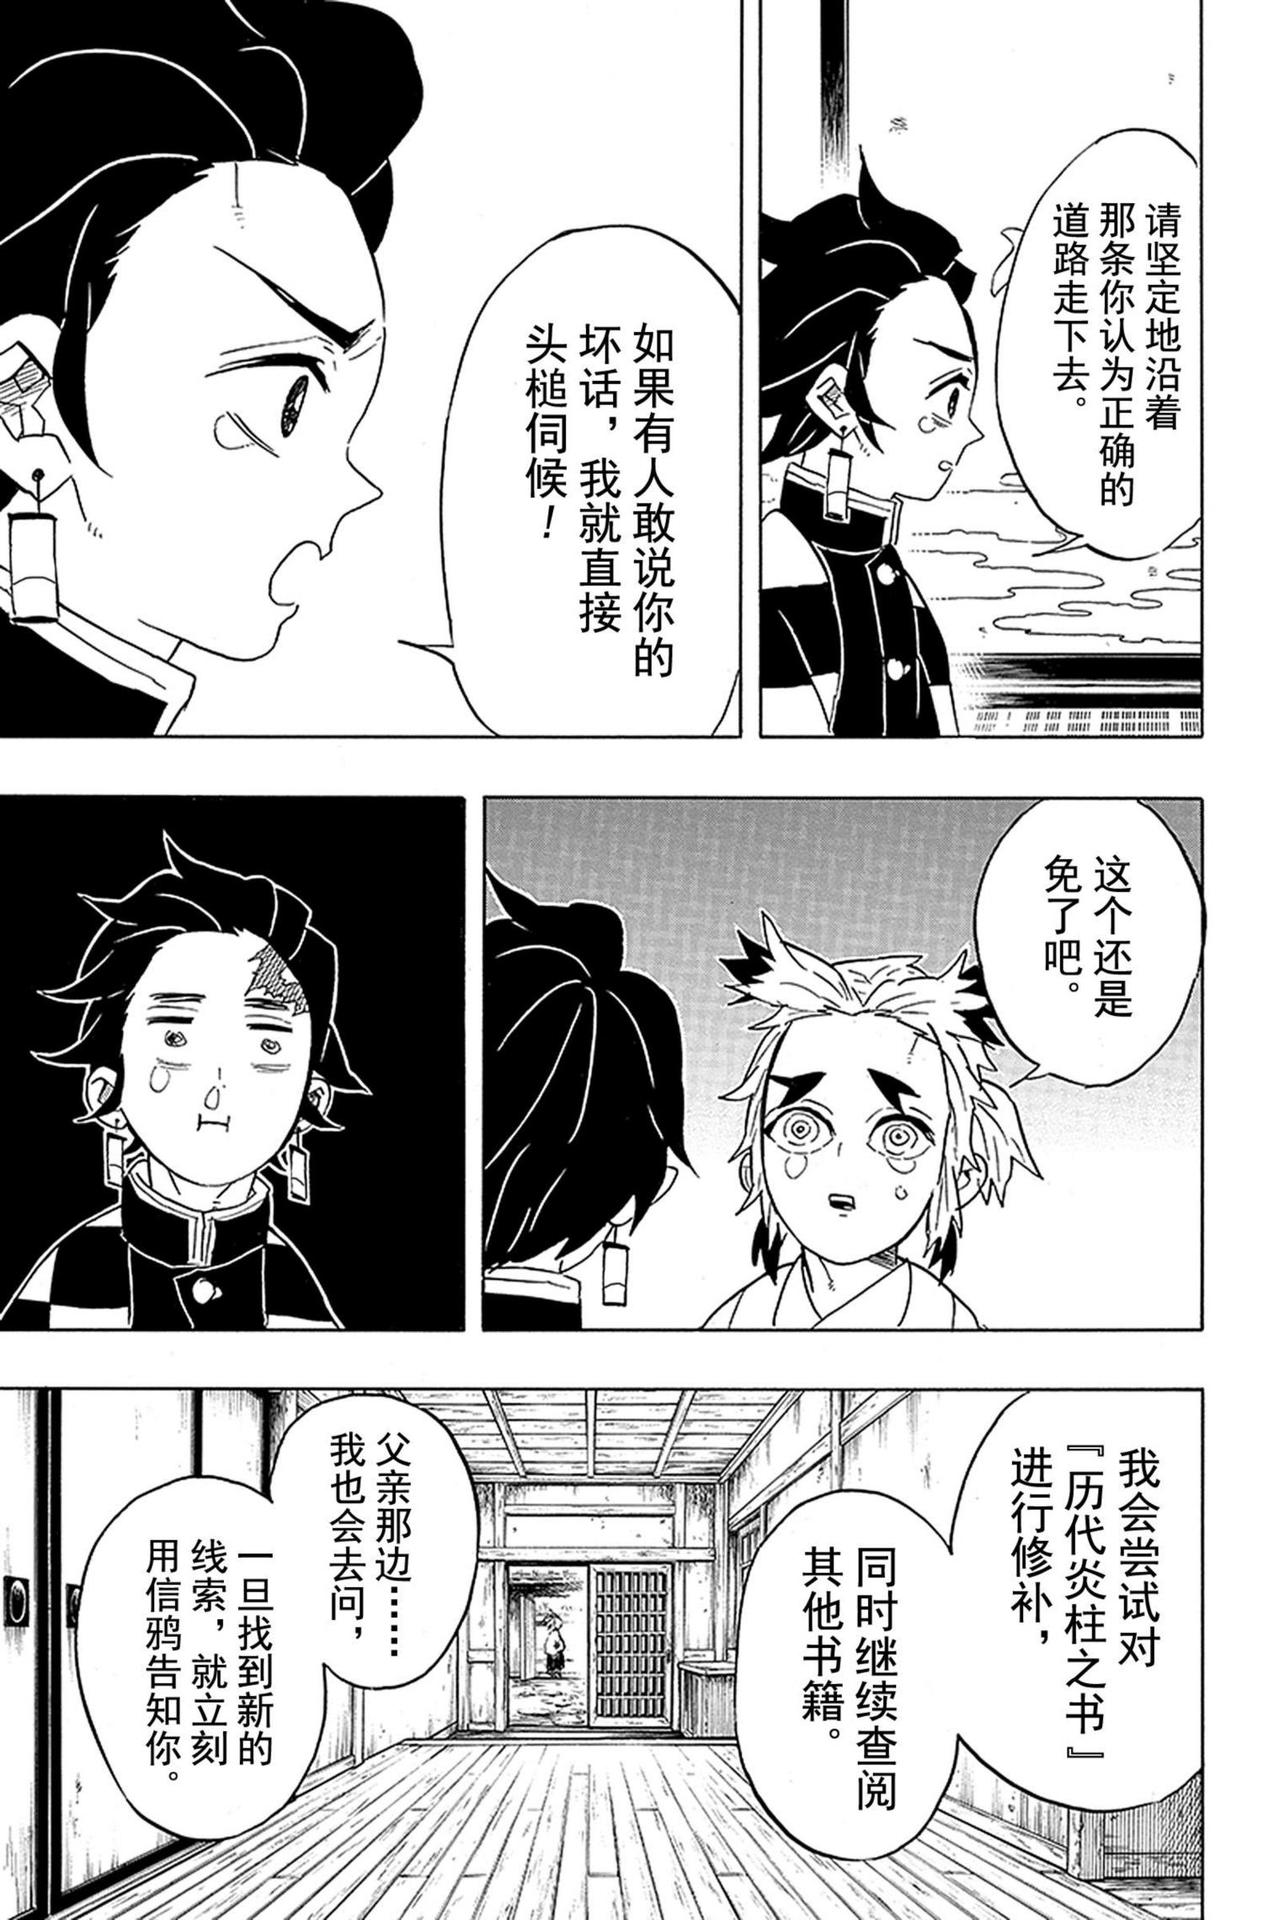 请坚定地沿着
那条你认为正确的
道路走下去。
如果有人敢说你的
坏话，我就直接
头槌伺候！
这个还是
免了吧。
我会尝试对
『历代炎柱之书』
进行修补，
同时继续查阅
其他书籍。
父亲那边……
我也会去问，
一旦找到新的
线索，就立刻
用信鸦告知你。